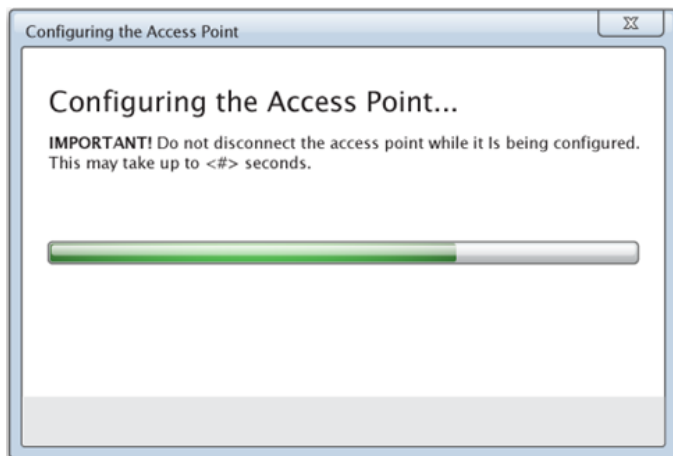 Configuring the Access Point
X
Configuring the Access Point...
IMPORTANT! Do not disconnect the access point while it Is being configured.
This may take up to <#> seconds.